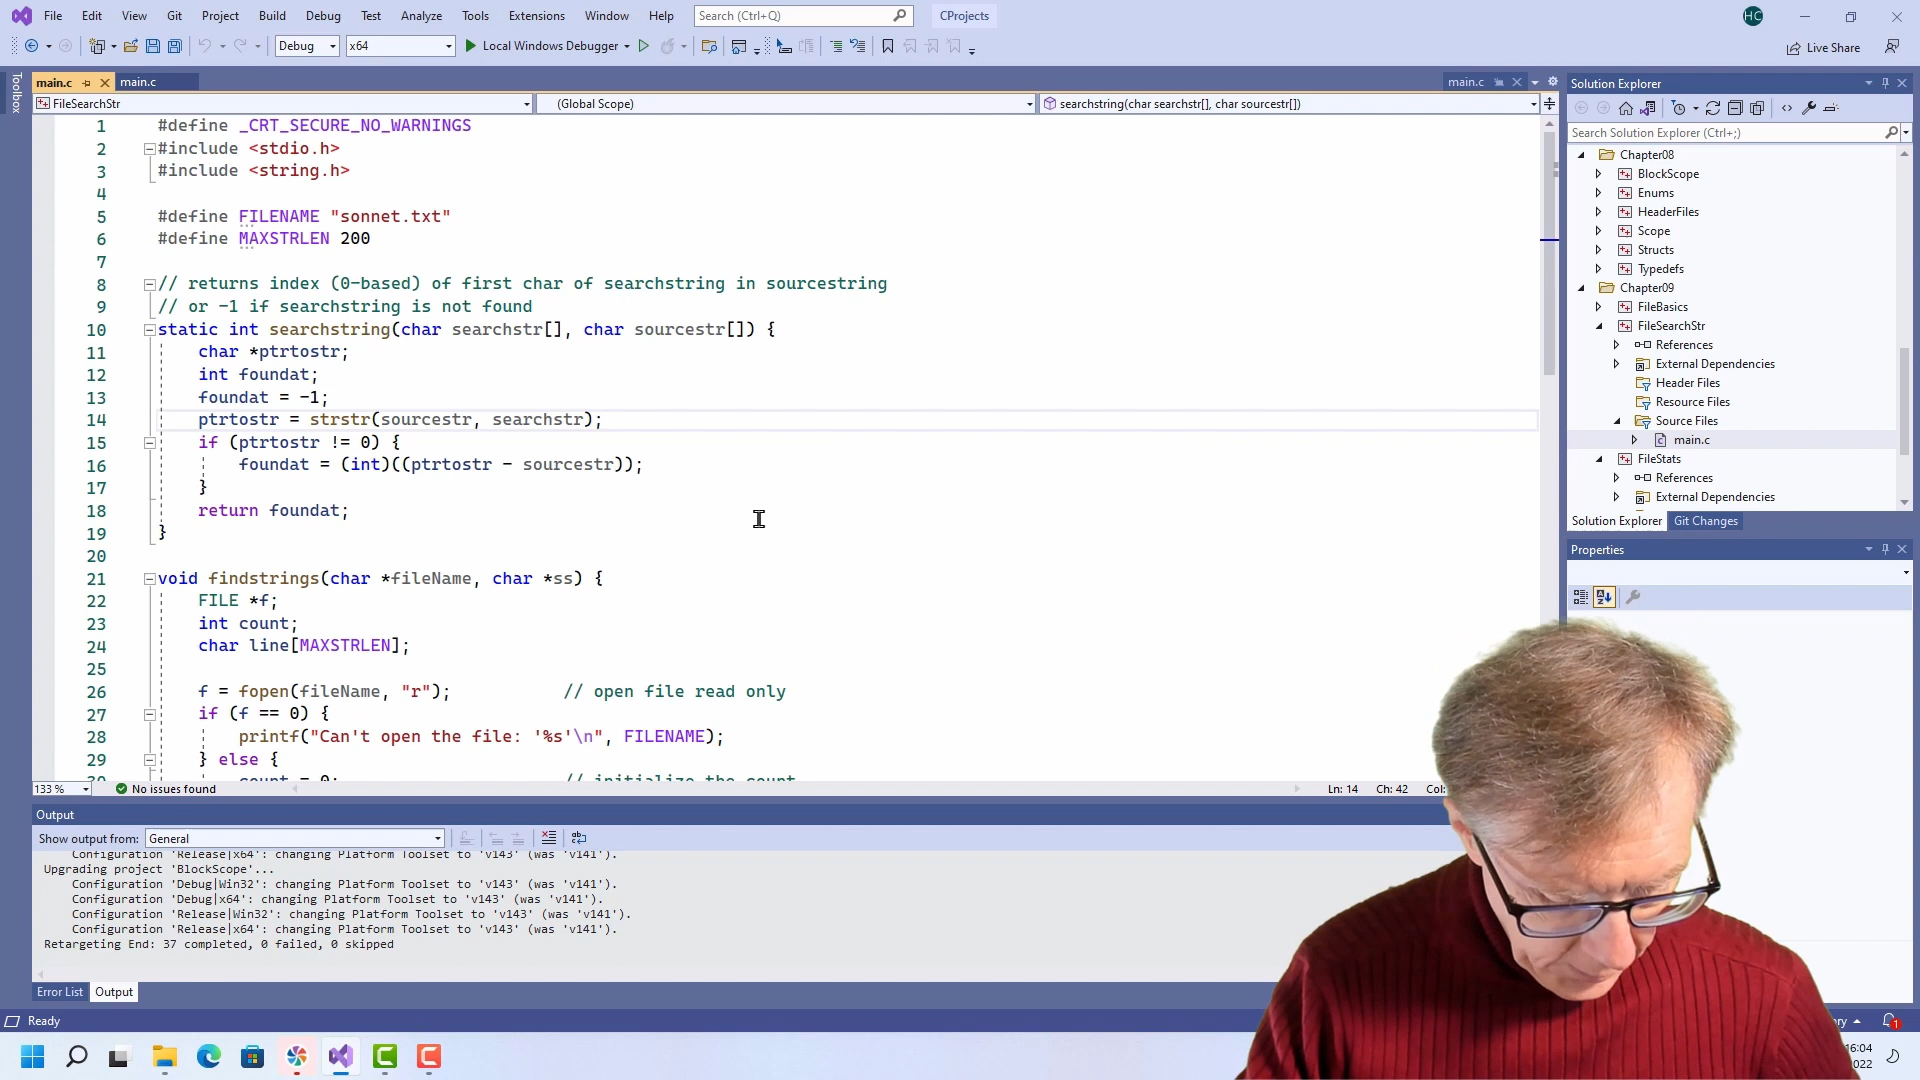 File Edit View Git Project Build Debug Test Analyze Tools Extensions Window Help Search (Ctrl+Q) CProjects HC
Debug x64 Local Windows Debugger Live Share
Toolbox
main.c main.c main.c
FileSearchStr (Global Scope) searchstring(char searchstr[], char sourcestr[])
1 #define _CRT_SECURE_NO_WARNINGS
2 #include <stdio.h>
3 #include <string.h>
4
5 #define FILENAME "sonnet.txt"
6 #define MAXSTRLEN 200
7
8 // returns index (0-based) of first char of searchstring in sourcestring
9 // or -1 if searchstring is not found
10 static int searchstring(char searchstr[], char sourcestr[]) {
11 char *ptrtostr;
12 int foundat;
13 foundat = -1;
14 ptrtostr = strstr(sourcestr, searchstr);
15 if (ptrtostr != 0) {
16 foundat = (int)((ptrtostr - sourcestr));
17 }
18 return foundat;
19 }
20
21 void findstrings(char *fileName, char *ss) {
22 FILE *f;
23 int count;
24 char line[MAXSTRLEN];
25
26 f = fopen(fileName, "r"); // open file read only
27 if (f == 0) {
28 printf("Can't open the file: '%s'\n", FILENAME);
29 } else {
30 count = 0; // initialize the count
133 % No issues found Ln: 14 Ch: 42 Col:
Output
Show output from: General
Configuration 'Release|x64': changing Platform Toolset to 'v143' (was 'v141').
Upgrading project 'BlockScope'...
Configuration 'Debug|Win32': changing Platform Toolset to 'v143' (was 'v141').
Configuration 'Debug|x64': changing Platform Toolset to 'v143' (was 'v141').
Configuration 'Release|Win32': changing Platform Toolset to 'v143' (was 'v141').
Configuration 'Release|x64': changing Platform Toolset to 'v143' (was 'v141').
Retargeting End: 37 completed, 0 failed, 0 skipped
Error List Output
Ready
Solution Explorer
Search Solution Explorer (Ctrl+;)
Chapter08
BlockScope
Enums
HeaderFiles
Scope
Structs
Typedefs
Chapter09
FileBasics
FileSearchStr
References
External Dependencies
Header Files
Resource Files
Source Files
main.c
FileStats
References
External Dependencies
Solution Explorer Git Changes
Properties
ry 1
16:04
2022